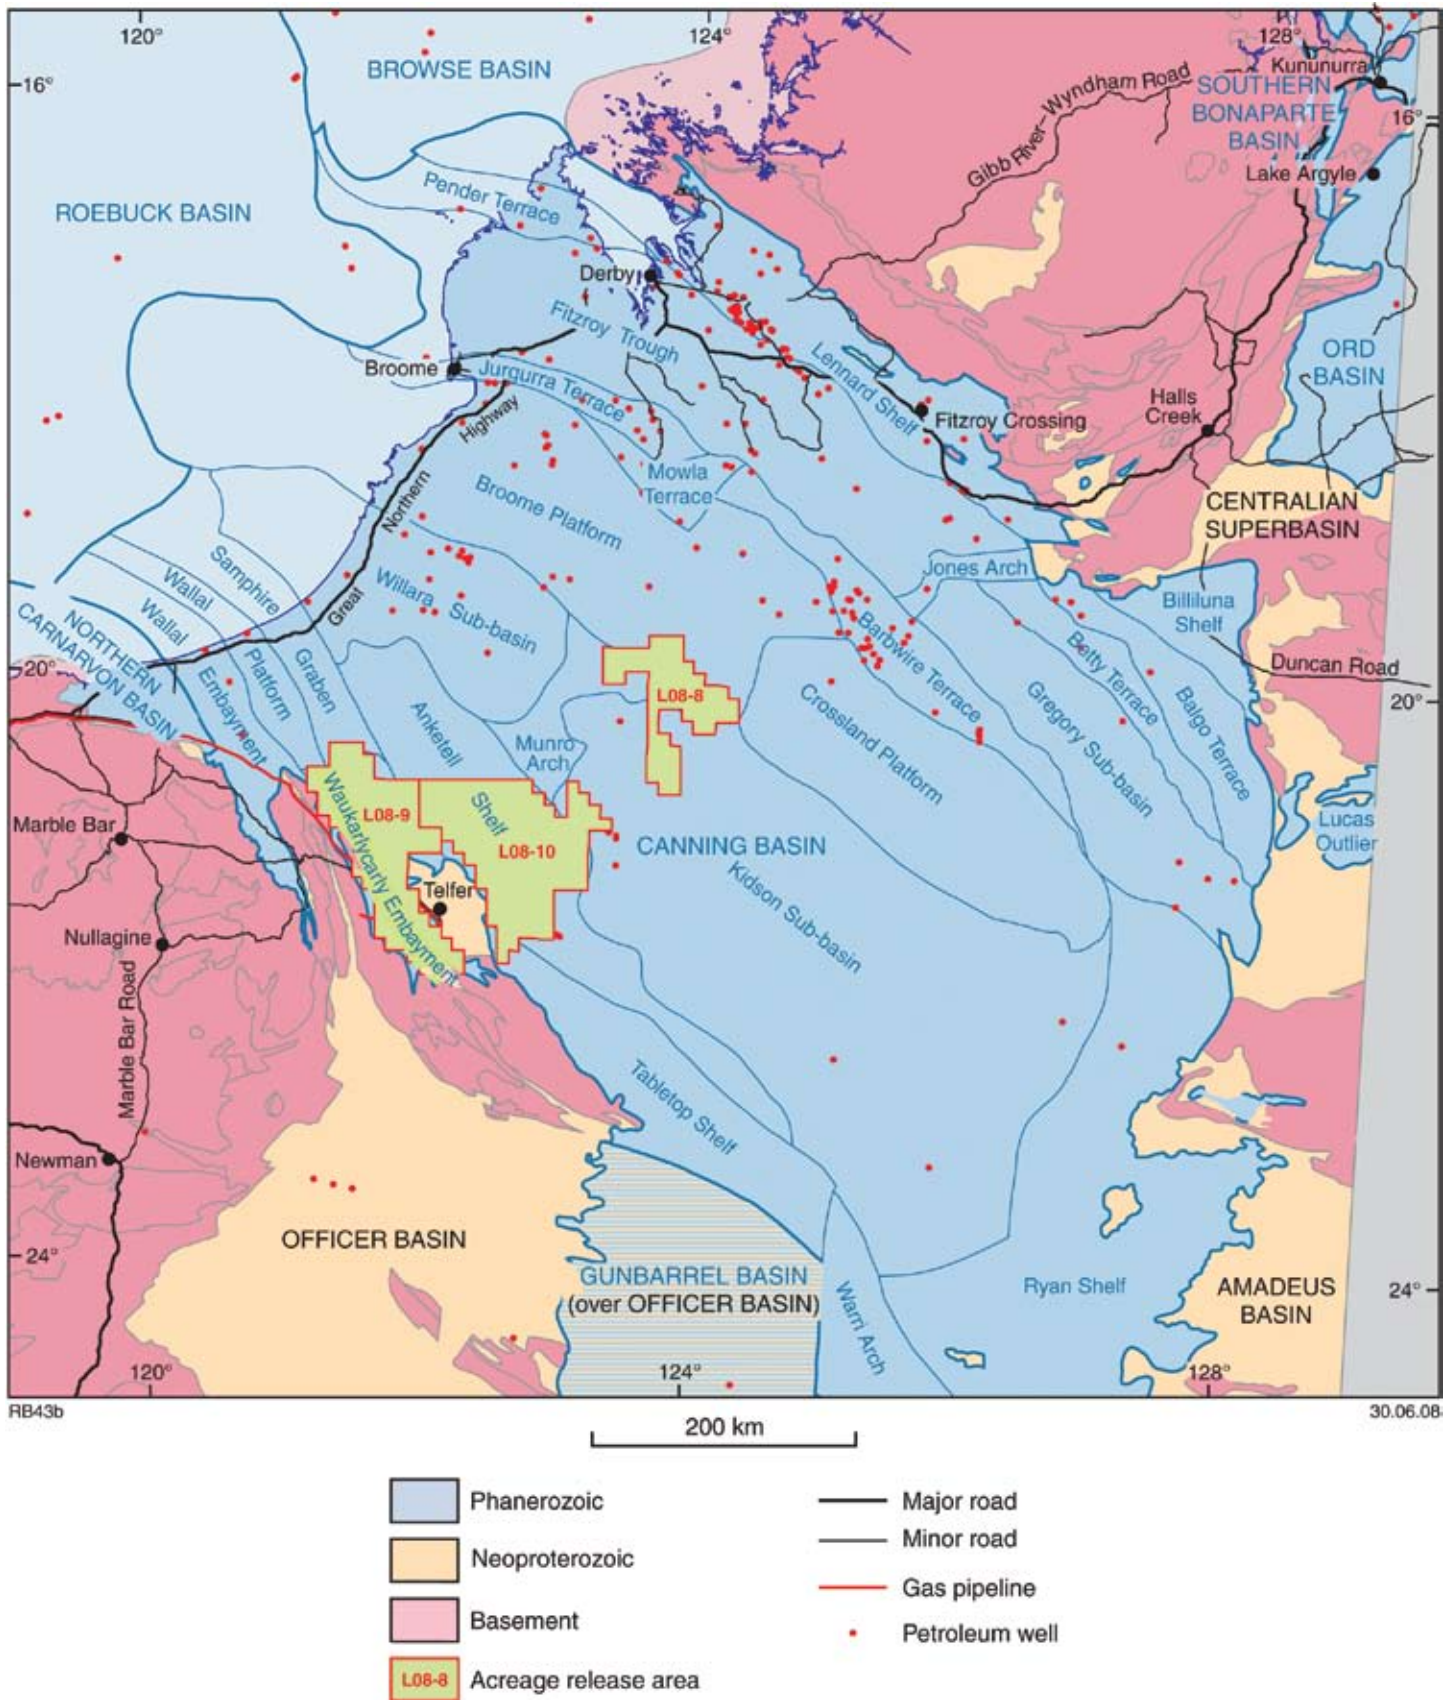 120°
124°
128°
16°
BROWSE BASIN
Kununurra
SOUTHERN
BONAPARTE
BASIN
16°
Gibb River–Wyndham Road
Lake Argyle
ROEBUCK BASIN
Pender Terrace
Derby
Fitzroy Trough
Broome
Jurgurra Terrace
Lennard Shelf
ORD
BASIN
Halls
Creek
Fitzroy Crossing
Great Northern Highway
Mowla
Terrace
Broome Platform
CENTRALIAN
SUPERBASIN
Jones Arch
Samphire Graben
Wallal Platform
Wallal Embayment
Willara Sub-basin
NORTHERN
CARNARVON BASIN
Billiluna
Shelf
Barbwire Terrace
Betty Terrace
Duncan Road
20°
20°
L08-8
Crossland Platform
Gregory Sub-basin
Balgo Terrace
Anketell Shelf
Munro
Arch
Waukarlycarly Embayment
L08-9
L08-10
Marble Bar
CANNING BASIN
Lucas
Outlier
Telfer
Kidson Sub-basin
Nullagine
Marble Bar Road
Tabletop Shelf
Newman
OFFICER BASIN
GUNBARREL BASIN
(over OFFICER BASIN)
Warri Arch
Ryan Shelf
AMADEUS
BASIN
24°
24°
120°
124°
128°
RB43b
30.06.08
200 km
Phanerozoic
Neoproterozoic
Basement
L08-8 Acreage release area
Major road
Minor road
Gas pipeline
Petroleum well